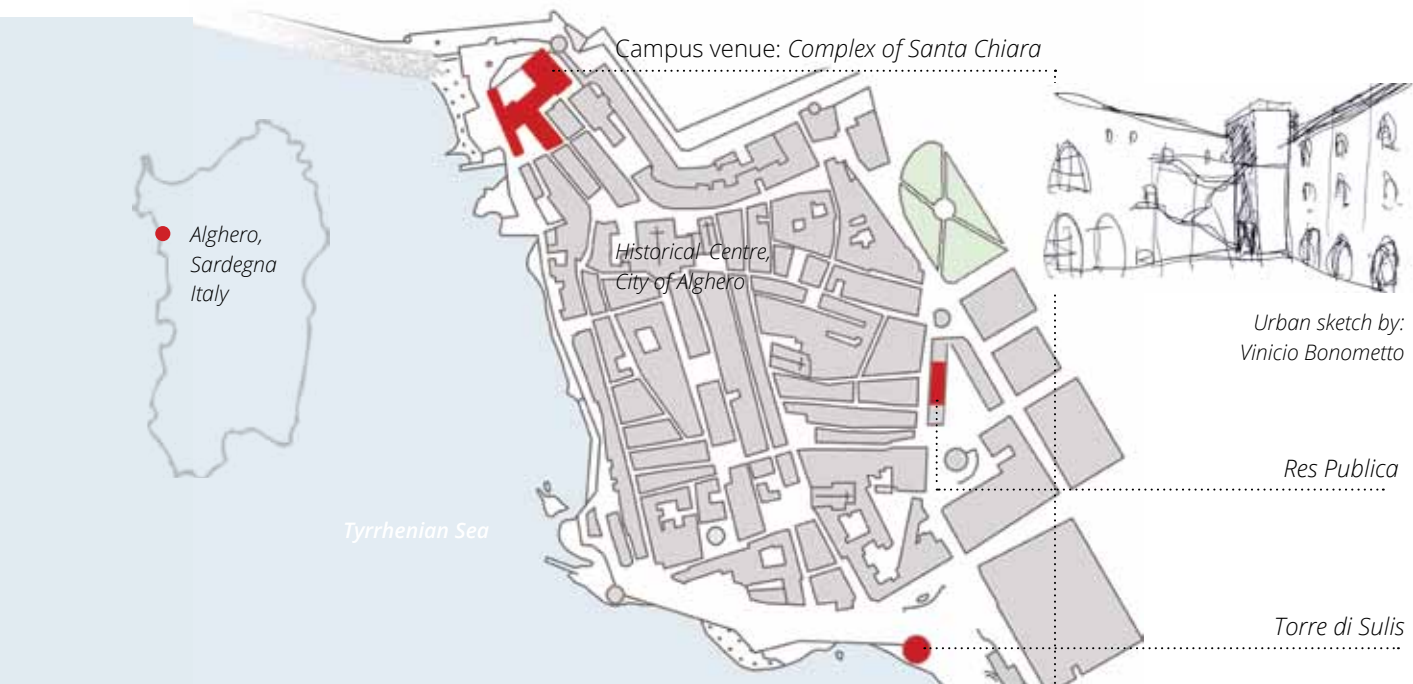 Campus venue: Complex of Santa Chiara
Alghero,
Sardegna
Italy
Historical Centre,
City of Alghero
Urban sketch by:
Vinicio Bonometto
Res Publica
Tyrrhenian Sea
Torre di Sulis